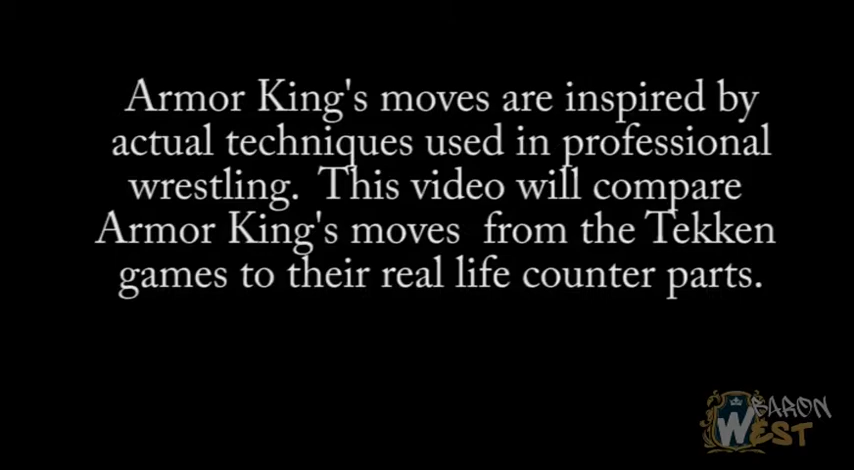 Armor King's moves are inspired by
actual techniques used in professional
wrestling.  This video will compare
Armor King's moves  from the Tekken
games to their real life counter parts.
BARON
WEST